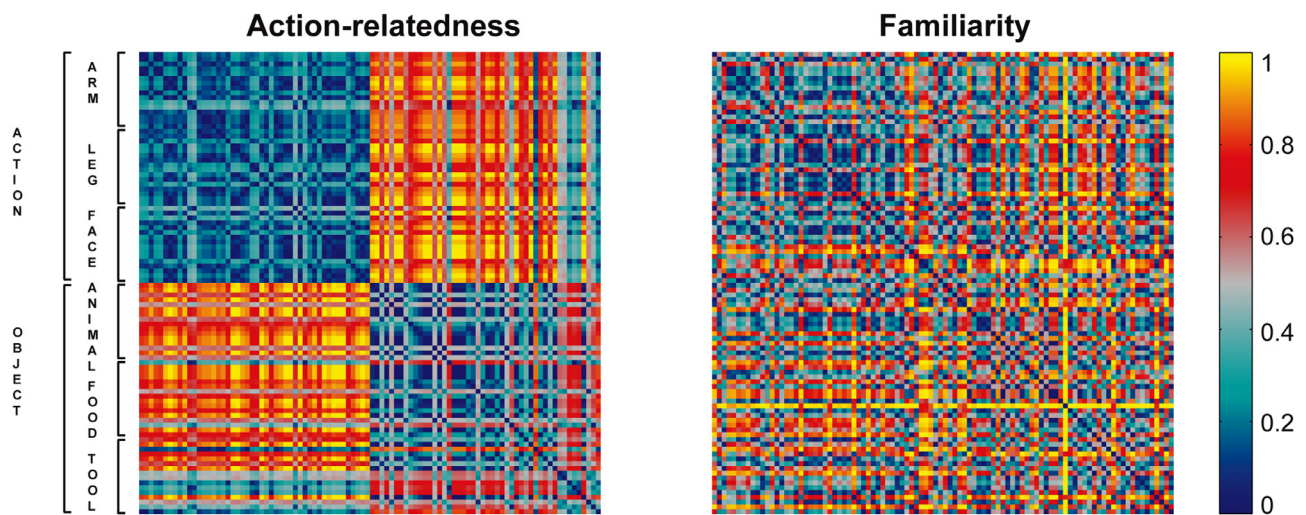 Action-relatedness
Familiarity
ACTION
ARM
LEG
FACE
OBJECT
ANIMAL
FOOD
TOOL
1
0.8
0.6
0.4
0.2
0